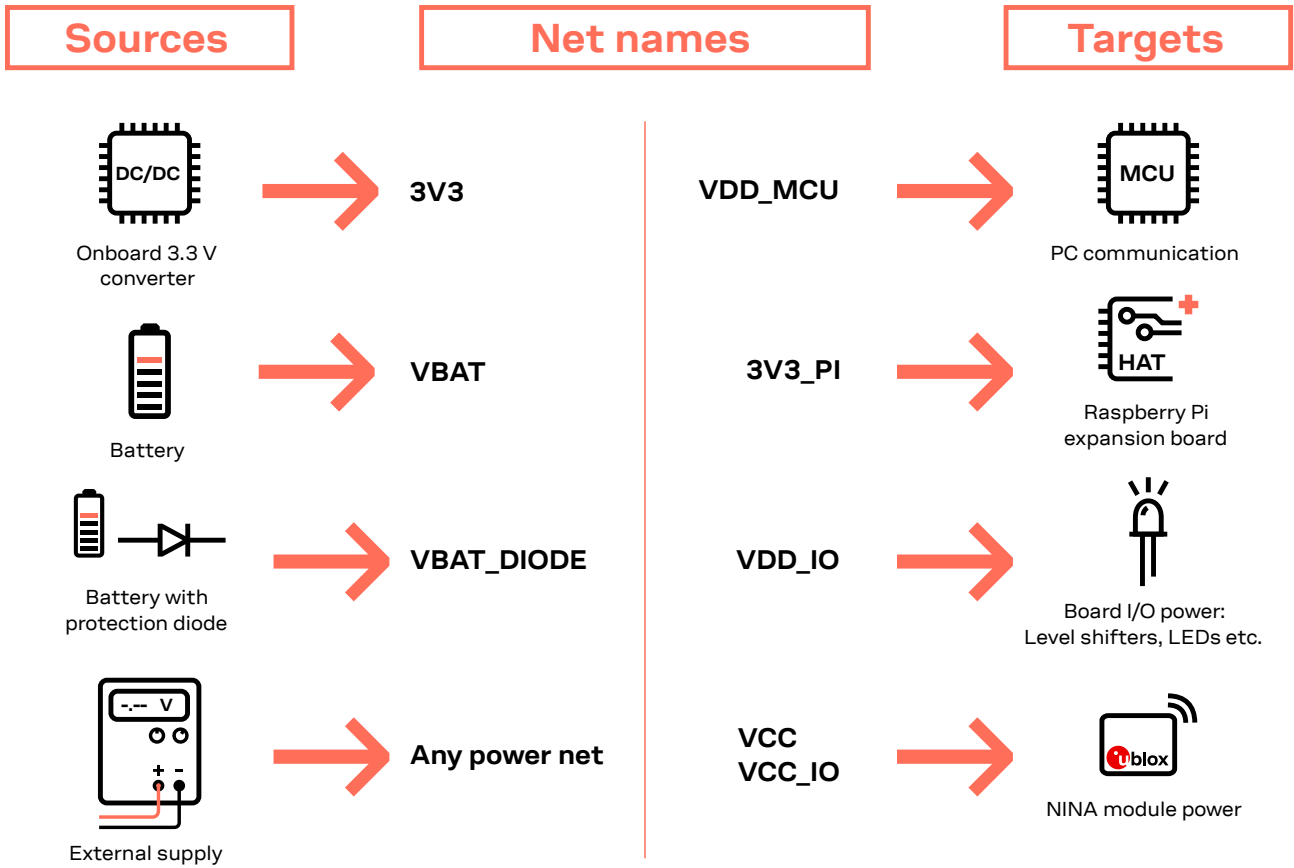 Sources
Net names
Targets
DC/DC
Onboard 3.3 V
converter
3V3
VDD_MCU
MCU
PC communication
Battery
VBAT
3V3_PI
HAT
Raspberry Pi
expansion board
Battery with
protection diode
VBAT_DIODE
VDD_IO
Board I/O power:
Level shifters, LEDs etc.
-.-- V
+ -
External supply
Any power net
VCC
VCC_IO
ublox
NINA module power